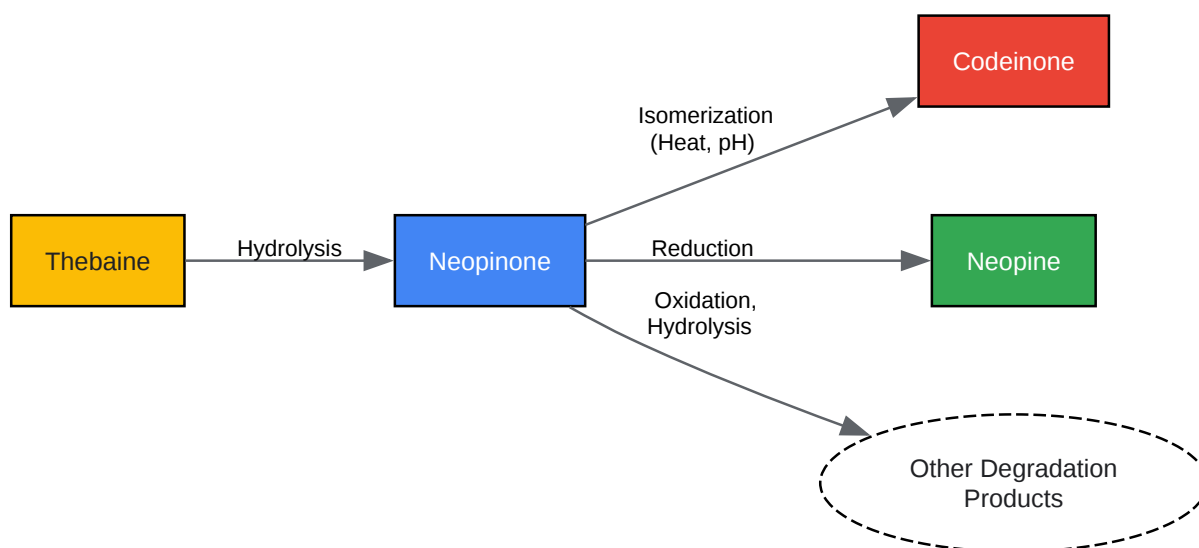 Codeinone
Isomerization
(Heat, pH)
Thebaine
Hydrolysis
Neopinone
Reduction
Neopine
Oxidation,
Hydrolysis
Other Degradation
Products